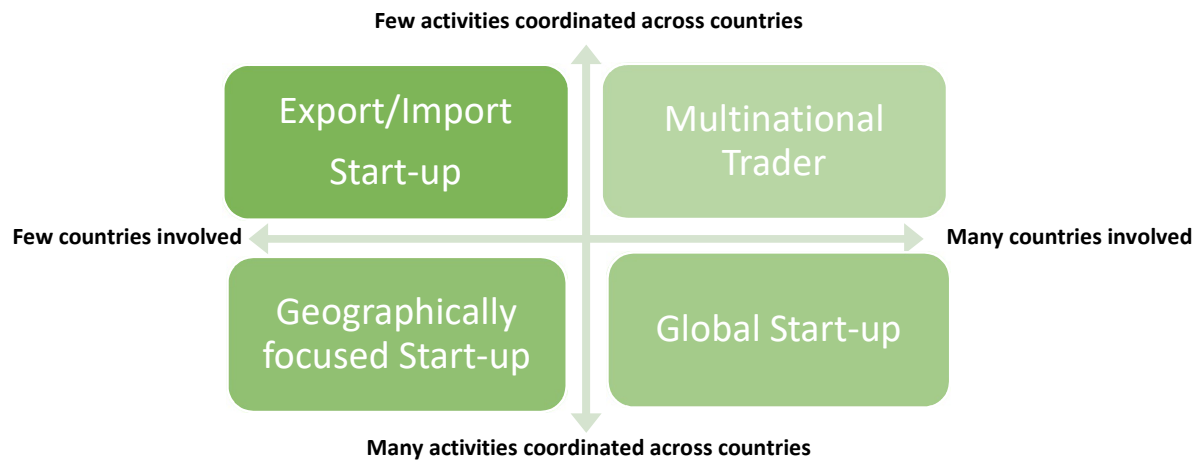 Few activities coordinated across countries
Export/Import
Start-up
Multinational
Trader
Few countries involved
Many countries involved
Geographically
focused Start-up
Global Start-up
Many activities coordinated across countries